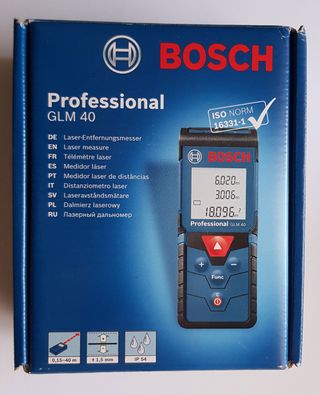 BOSCH
Professional
GLM 40
ISO NORM
16331-1
DE Laser-Entfernungsmesser
EN Laser measure
FR Télémètre laser
ES Medidor láser
PT Medidor laser de distâncias
IT Distanziometro laser
SV Laseravståndsmätare
PL Dalmierz laserowy
RU Лазерный дальномер
BOSCH
6.020m
3.006m
18.096m²
Professional GLM 40
+
-
Func
0,15–40 m
± 1,5 mm
IP 54